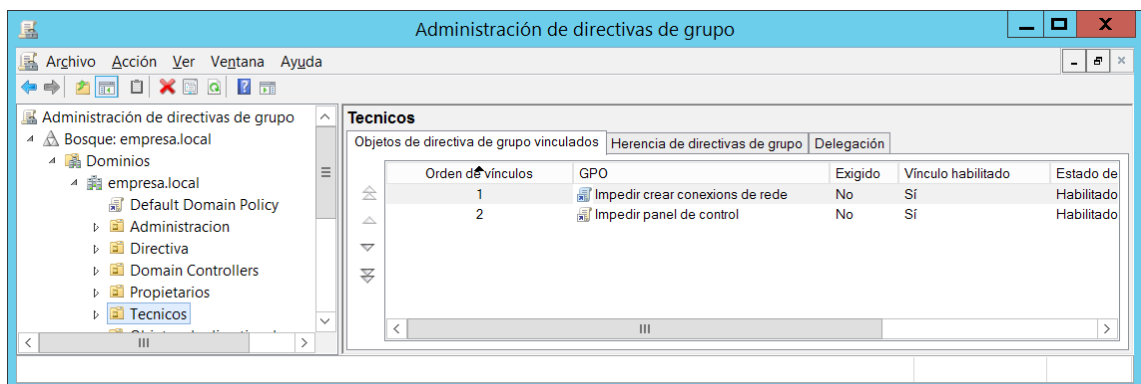 Administración de directivas de grupo
Archivo Acción Ver Ventana Ayuda
Administración de directivas de grupo
Bosque: empresa.local
Dominios
empresa.local
Default Domain Policy
Administracion
Directiva
Domain Controllers
Propietarios
Tecnicos
Tecnicos
Objetos de directiva de grupo vinculados Herencia de directivas de grupo Delegación
Orden de vínculos GPO Exigido Vínculo habilitado Estado de
1 Impedir crear conexions de rede No Sí Habilitado
2 Impedir panel de control No Sí Habilitado